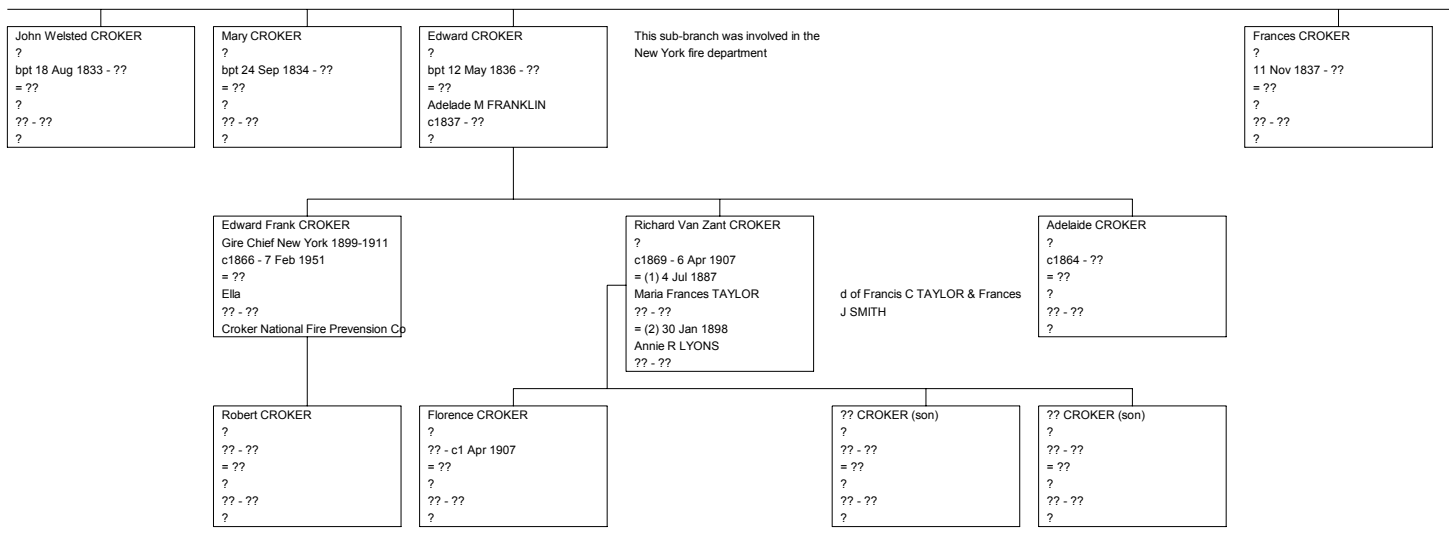 John Welsted CROKER
?
bpt 18 Aug 1833 - ??
= ??
?
?? - ??
?
Mary CROKER
?
bpt 24 Sep 1834 - ??
= ??
?
?? - ??
?
Edward CROKER
?
bpt 12 May 1836 - ??
= ??
Adelade M FRANKLIN
c1837 - ??
?
This sub-branch was involved in the
New York fire department
Frances CROKER
?
11 Nov 1837 - ??
= ??
?
?? - ??
?
Edward Frank CROKER
Gire Chief New York 1899-1911
c1866 - 7 Feb 1951
= ??
Ella
?? - ??
Croker National Fire Prevension Co
Richard Van Zant CROKER
?
c1869 - 6 Apr 1907
= (1) 4 Jul 1887
Maria Frances TAYLOR
?? - ??
= (2) 30 Jan 1898
Annie R LYONS
?? - ??
d of Francis C TAYLOR & Frances
J SMITH
Adelaide CROKER
?
c1864 - ??
= ??
?
?? - ??
?
Robert CROKER
?
?? - ??
= ??
?
?? - ??
?
Florence CROKER
?
?? - c1 Apr 1907
= ??
?
?? - ??
?
?? CROKER (son)
?
?? - ??
= ??
?
?? - ??
?
?? CROKER (son)
?
?? - ??
= ??
?
?? - ??
?